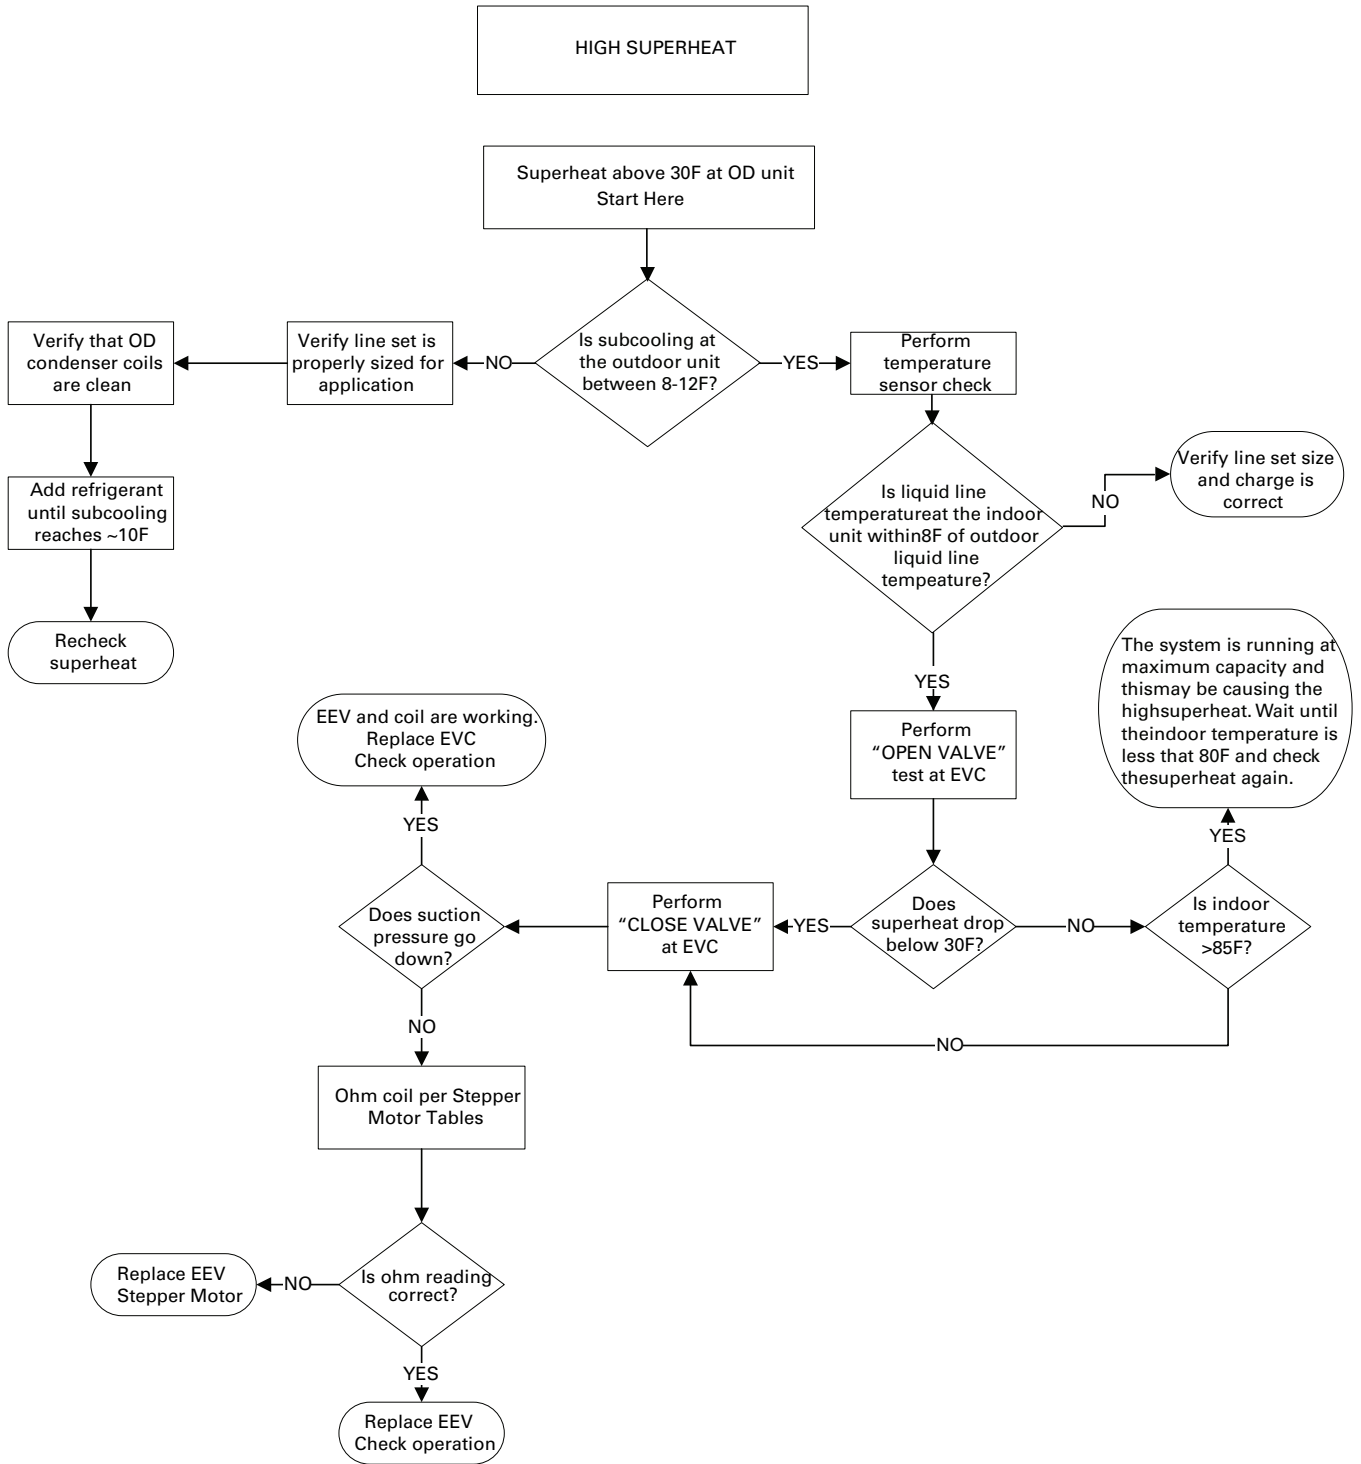 HIGH SUPERHEAT
Superheat above 30F at OD unit
Start Here
Is subcooling at
the outdoor unit
between 8-12F?
NO
YES
Verify line set is
properly sized for
application
Verify that OD
condenser coils
are clean
Add refrigerant
until subcooling
reaches ~10F
Recheck
superheat
Perform
temperature
sensor check
Is liquid line
temperatureat the indoor
unit within8F of outdoor
liquid line
tempeature?
NO
Verify line set size
and charge is
correct
YES
Perform
“OPEN VALVE”
test at EVC
Does
superheat drop
below 30F?
NO
Is indoor
temperature
>85F?
YES
The system is running at
maximum capacity and
thismay be causing the
highsuperheat. Wait until
theindoor temperature is
less that 80F and check
thesuperheat again.
NO
YES
Perform
“CLOSE VALVE”
at EVC
Does suction
pressure go
down?
YES
EEV and coil are working.
Replace EVC
Check operation
NO
Ohm coil per Stepper
Motor Tables
Is ohm reading
correct?
NO
Replace EEV
Stepper Motor
YES
Replace EEV
Check operation